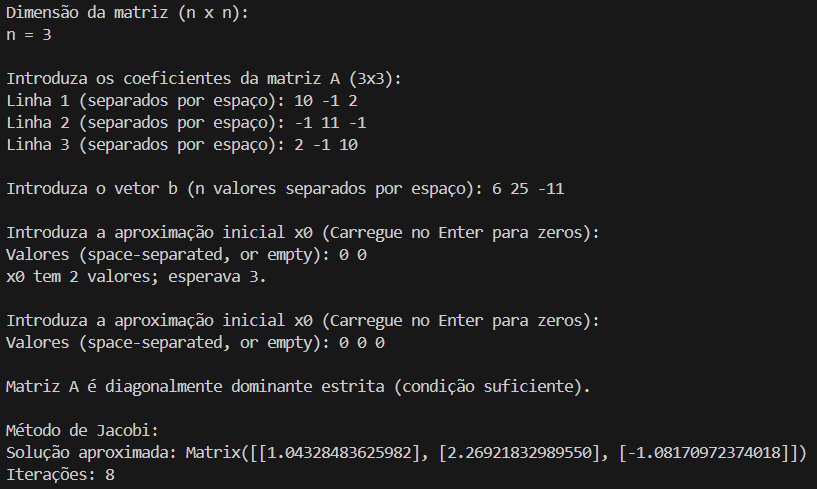 Dimensão da matriz (n x n):
n = 3
Introduza os coeficientes da matriz A (3x3):
Linha 1 (separados por espaço): 10 -1 2
Linha 2 (separados por espaço): -1 11 -1
Linha 3 (separados por espaço): 2 -1 10
Introduza o vetor b (n valores separados por espaço): 6 25 -11
Introduza a aproximação inicial x0 (Carregue no Enter para zeros):
Valores (space-separated, or empty): 0 0
x0 tem 2 valores; esperava 3.
Introduza a aproximação inicial x0 (Carregue no Enter para zeros):
Valores (space-separated, or empty): 0 0 0
Matriz A é diagonalmente dominante estrita (condição suficiente).
Método de Jacobi:
Solução aproximada: Matrix([[1.04328483625982], [2.26921832989550], [-1.08170972374018]])
Iterações: 8